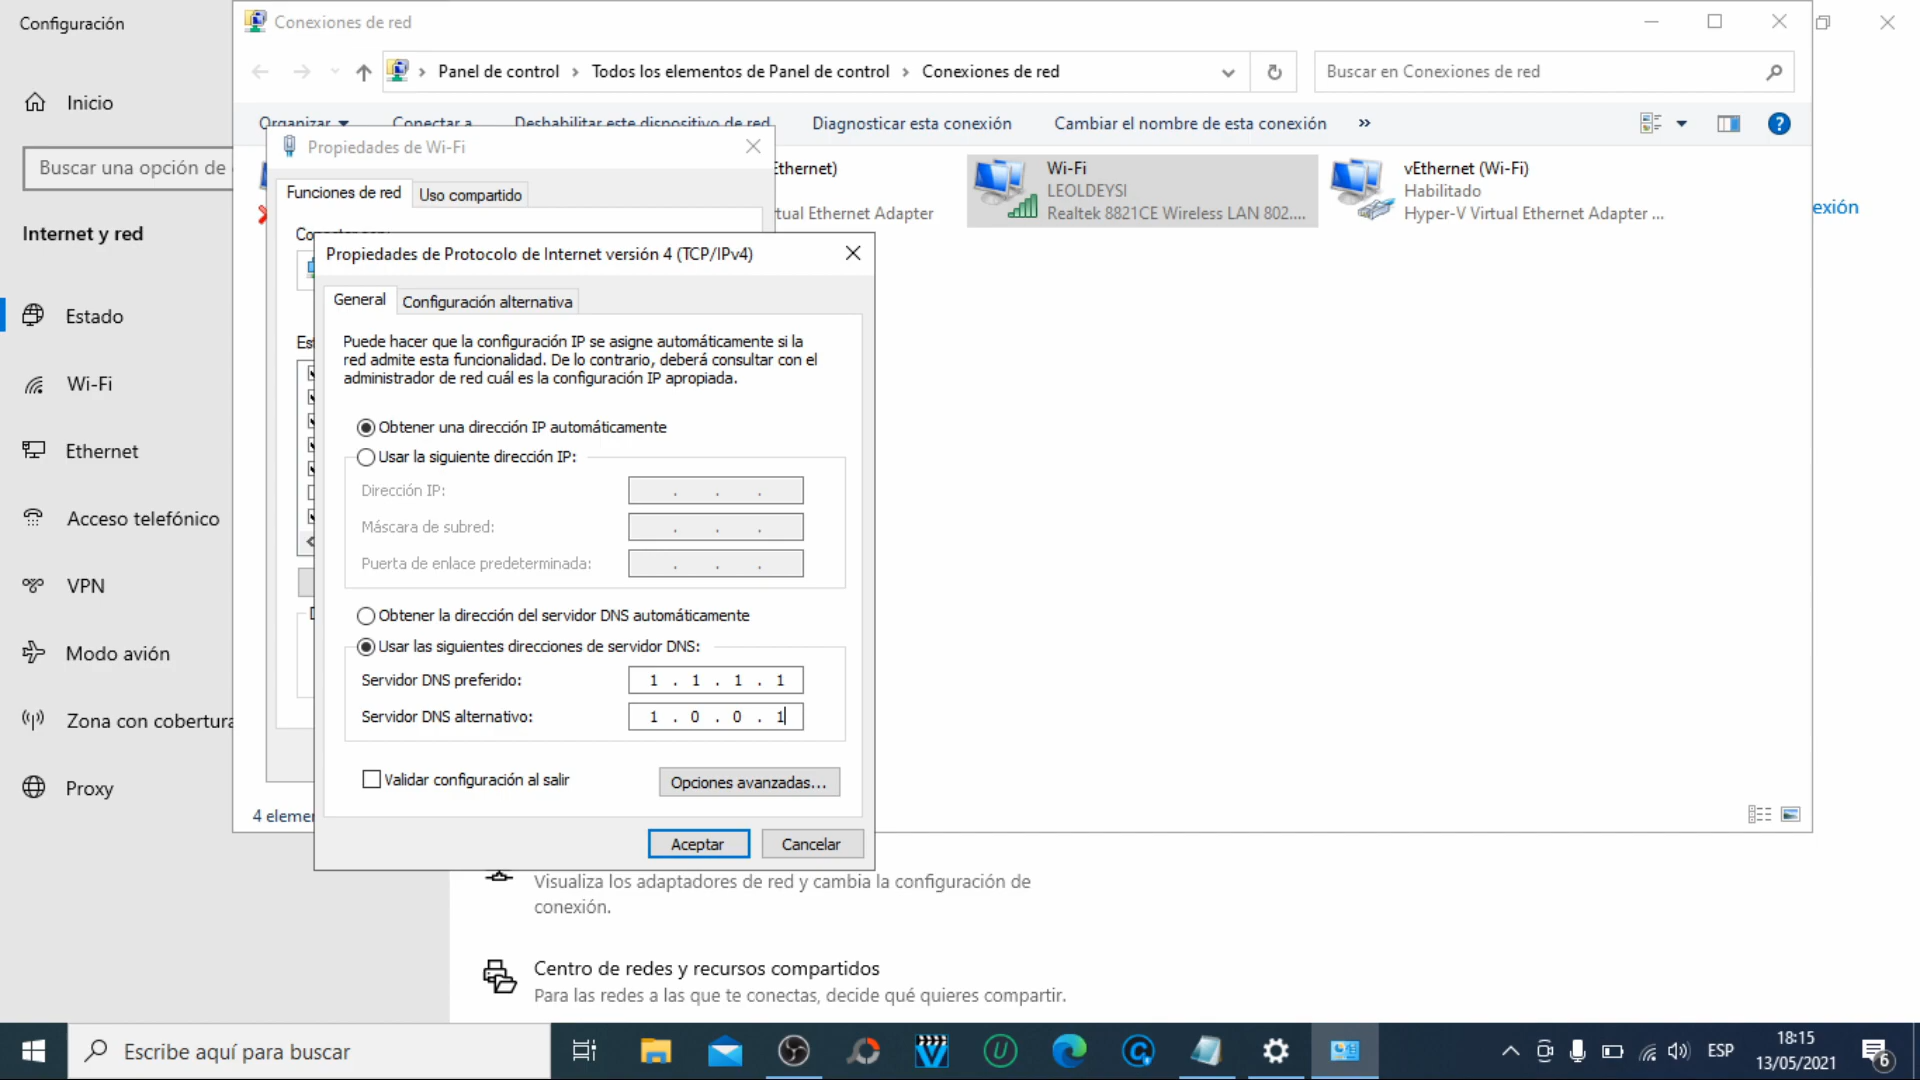 Configuración
Inicio
Buscar una opción de
Internet y red
Estado
Wi-Fi
Ethernet
Acceso telefónico
VPN
Modo avión
Zona con cobertura
Proxy
Conexiones de red
Panel de control
Todos los elementos de Panel de control
Conexiones de red
Buscar en Conexiones de red
Organizar
Conectar a
Deshabilitar este dispositivo de red
Diagnosticar esta conexión
Cambiar el nombre de esta conexión
»
Ethernet)
tual Ethernet Adapter
Wi-Fi
LEOLDEYSI
Realtek 8821CE Wireless LAN 802....
vEthernet (Wi-Fi)
Habilitado
Hyper-V Virtual Ethernet Adapter ...
exión
Propiedades de Wi-Fi
Funciones de red
Uso compartido
Propiedades de Protocolo de Internet versión 4 (TCP/IPv4)
General
Configuración alternativa
Puede hacer que la configuración IP se asigne automáticamente si la
red admite esta funcionalidad. De lo contrario, deberá consultar con el
administrador de red cuál es la configuración IP apropiada.
Obtener una dirección IP automáticamente
Usar la siguiente dirección IP:
Dirección IP:
Máscara de subred:
Puerta de enlace predeterminada:
Obtener la dirección del servidor DNS automáticamente
Usar las siguientes direcciones de servidor DNS:
Servidor DNS preferido:
1 . 1 . 1 . 1
Servidor DNS alternativo:
1 . 0 . 0 . 1
Validar configuración al salir
Opciones avanzadas...
Aceptar
Cancelar
4 elemen
Visualiza los adaptadores de red y cambia la configuración de
conexión.
Centro de redes y recursos compartidos
Para las redes a las que te conectas, decide qué quieres compartir.
Escribe aquí para buscar
ESP
18:15
13/05/2021
6